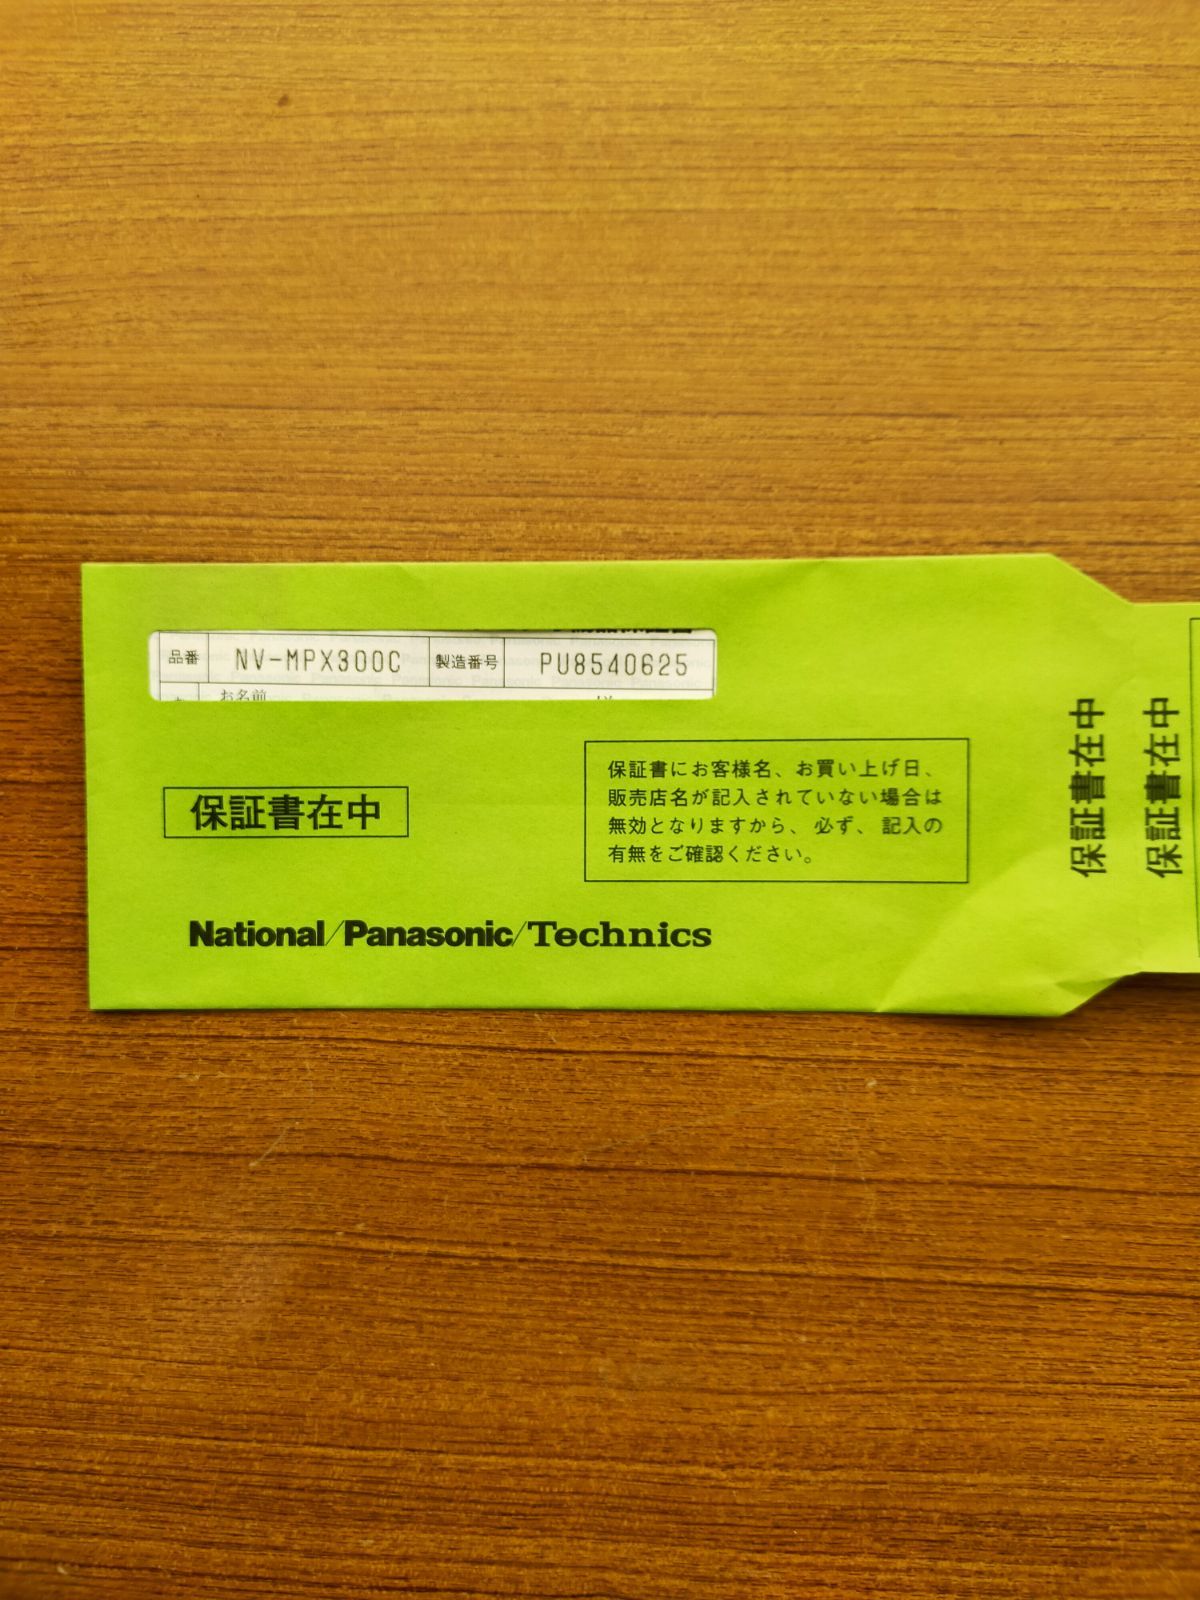 品番 NV-MPX300C 製造番号 PU8540625
お名前 様
保証書在中
保証書にお客様名、お買い上げ日、
販売店名が記入されていない場合は
無効となりますから、必ず、記入の
有無をご確認ください。
National/Panasonic/Technics
保証書在中
保証書在中